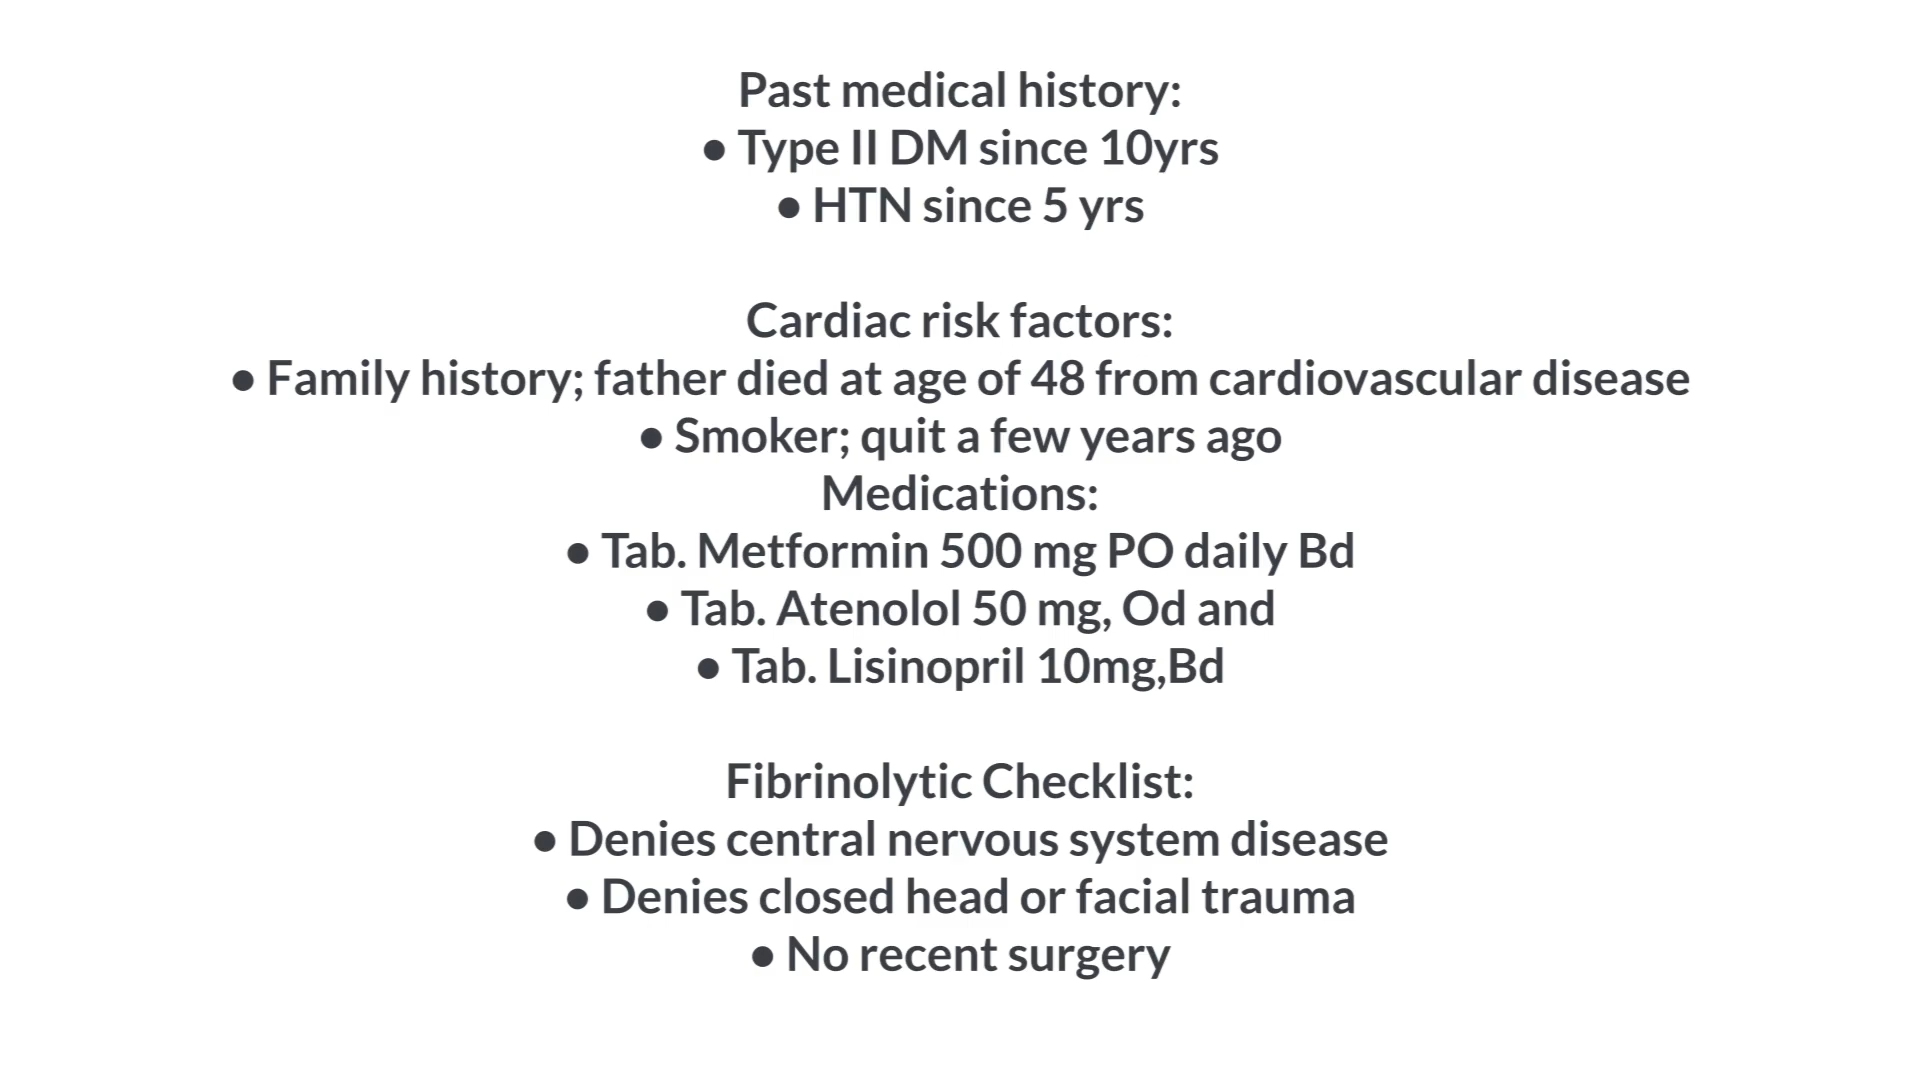 Past medical history:
● Type II DM since 10yrs
● HTN since 5 yrs
Cardiac risk factors:
● Family history; father died at age of 48 from cardiovascular disease
● Smoker; quit a few years ago
Medications:
● Tab. Metformin 500 mg PO daily Bd
● Tab. Atenolol 50 mg, Od and
● Tab. Lisinopril 10mg,Bd
Fibrinolytic Checklist:
● Denies central nervous system disease
● Denies closed head or facial trauma
● No recent surgery